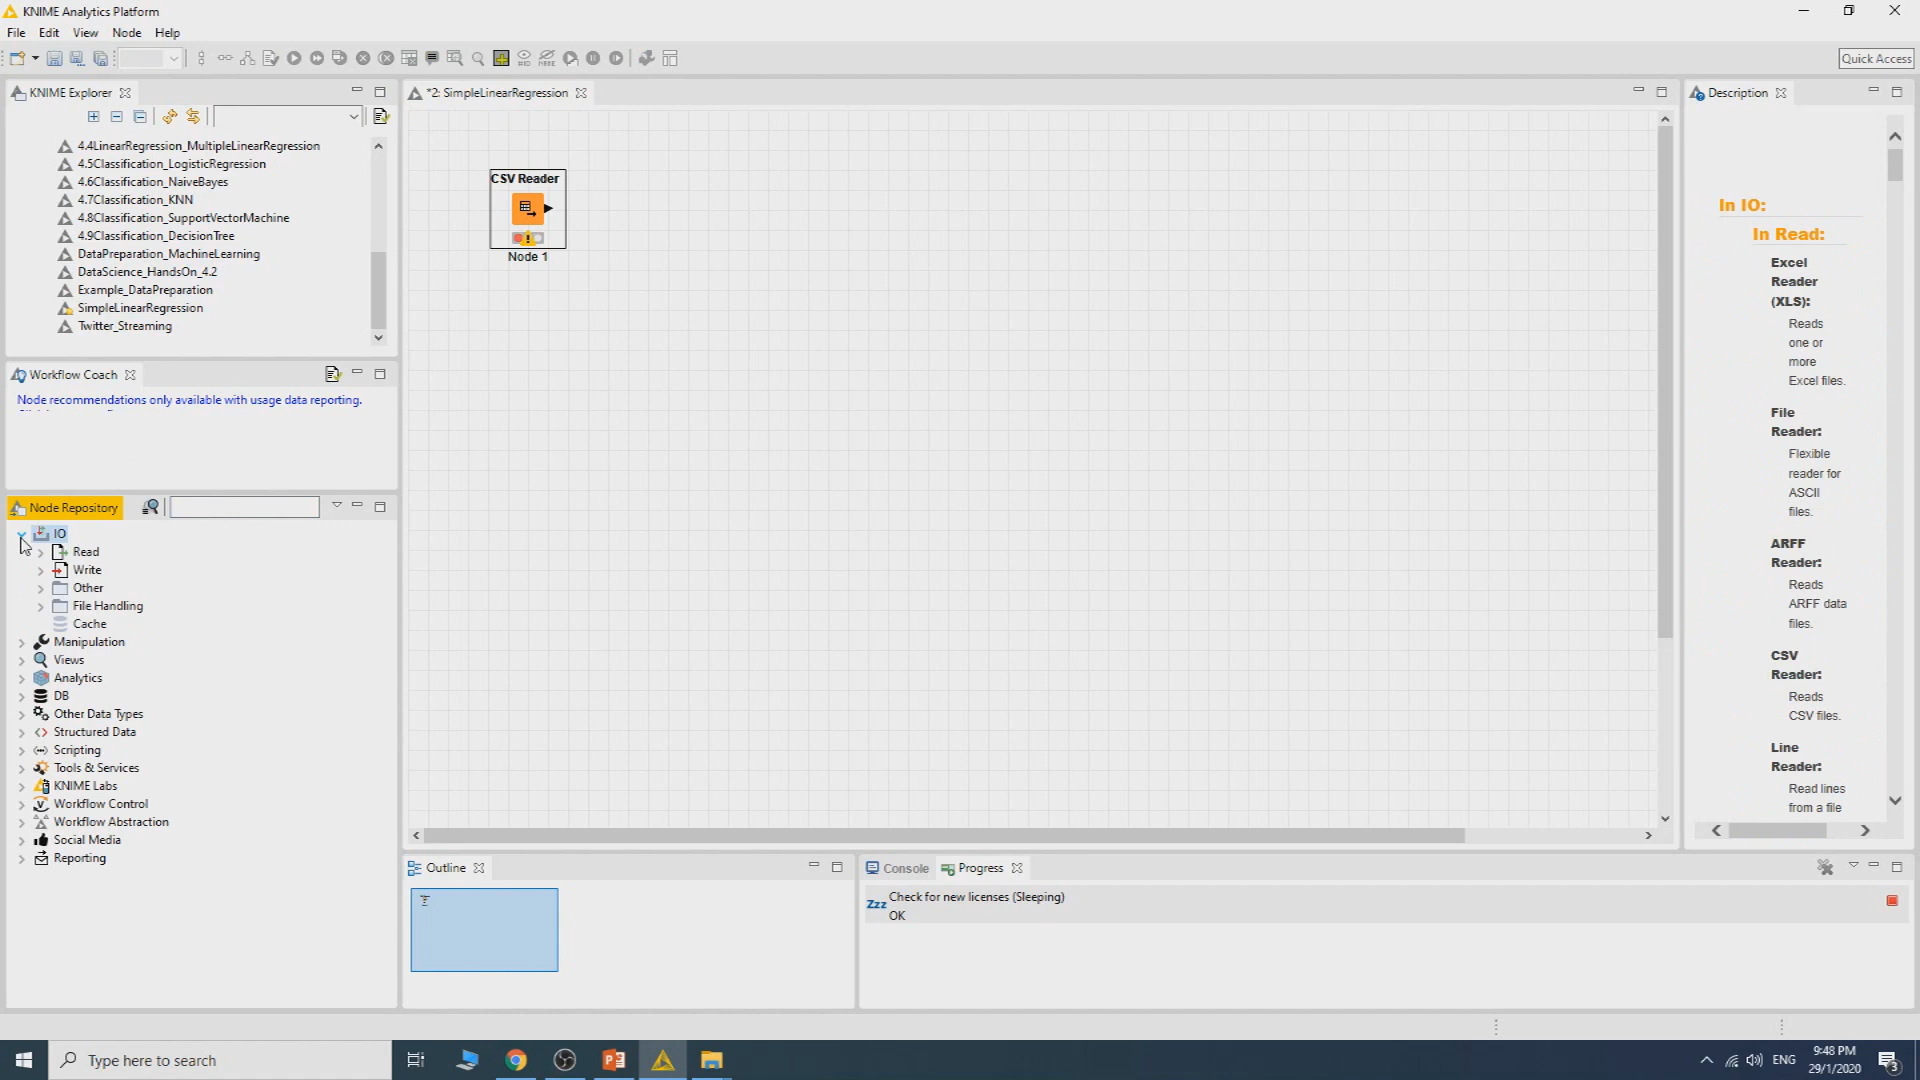 KNIME Analytics Platform
File Edit View Node Help
Quick Access
KNIME Explorer
4.4LinearRegression_MultipleLinearRegression
4.5Classification_LogisticRegression
4.6Classification_NaiveBayes
4.7Classification_KNN
4.8Classification_SupportVectorMachine
4.9Classification_DecisionTree
DataPreparation_MachineLearning
DataScience_HandsOn_4.2
Example_DataPreparation
SimpleLinearRegression
Twitter_Streaming
Workflow Coach
Node recommendations only available with usage data reporting.
Node Repository
IO
Read
Write
Other
File Handling
Cache
Manipulation
Views
Analytics
DB
Other Data Types
Structured Data
Scripting
Tools & Services
KNIME Labs
Workflow Control
Workflow Abstraction
Social Media
Reporting
*2: SimpleLinearRegression
CSV Reader
Node 1
Outline
Console Progress
Check for new licenses (Sleeping)
Zzz
OK
Description
In IO:
In Read:
Excel
Reader
(XLS):
Reads
one or
more
Excel files.
File
Reader:
Flexible
reader for
ASCII
files.
ARFF
Reader:
Reads
ARFF data
files.
CSV
Reader:
Reads
CSV files.
Line
Reader:
Read lines
from a file
Type here to search
ENG
9:48 PM
29/1/2020
3